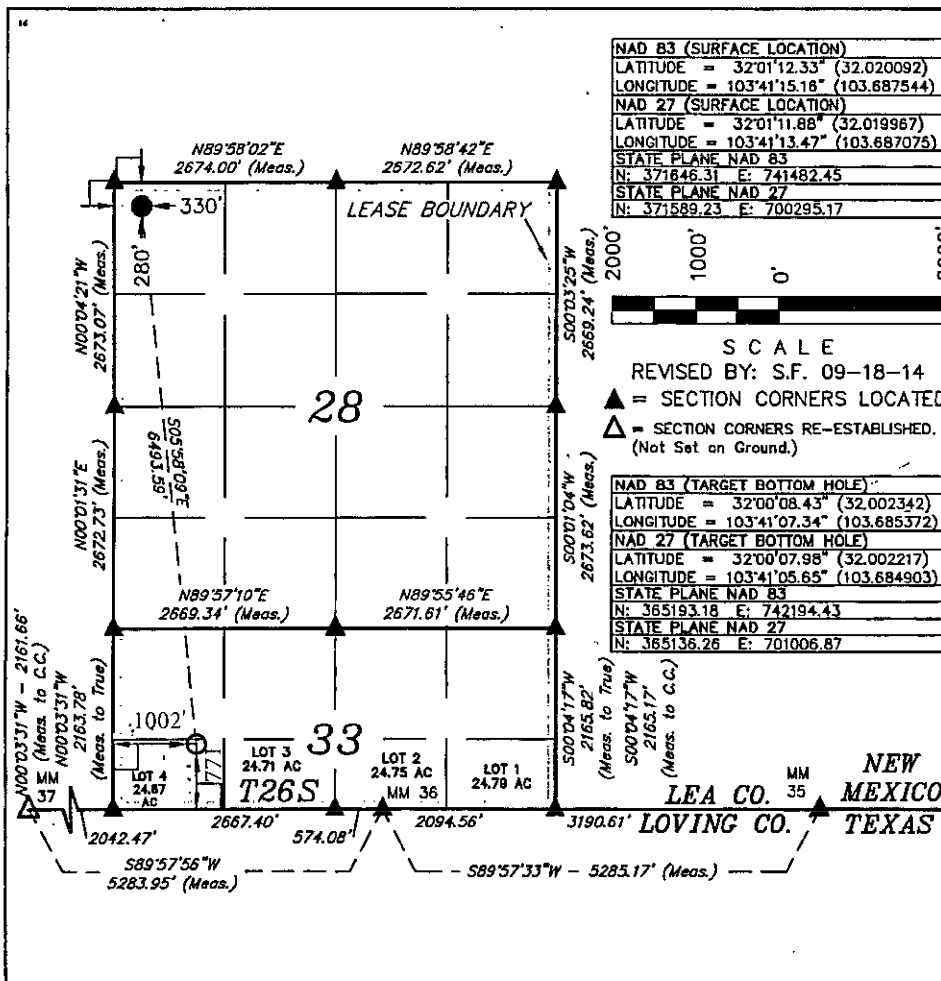 16
NAD 83 (SURFACE LOCATION)
LATITUDE = 32°01'12.33" (32.020092)
LONGITUDE = 103°41'15.16" (103.687544)
NAD 27 (SURFACE LOCATION)
LATITUDE = 32°01'11.88" (32.019967)
LONGITUDE = 103°41'13.47" (103.687075)
STATE PLANE NAD 83
N: 371646.31 E: 741482.45
STATE PLANE NAD 27
N: 371589.23 E: 700295.17
N89°58'02"E
2674.00' (Meas.)
N89°58'42"E
2672.62' (Meas.)
330'
280'
LEASE BOUNDARY
N00°04'21"W
2673.07' (Meas.)
S00°03'25"W
2669.24' (Meas.)
2000'
1000'
0'
SCALE
REVISED BY: S.F. 09-18-14
= SECTION CORNERS LOCATED
= SECTION CORNERS RE-ESTABLISHED.
(Not Set on Ground.)
28
S05°58'09"E
6493.59'
N00°01'31"E
2672.73' (Meas.)
S00°01'04"W
2673.62' (Meas.)
NAD 83 (TARGET BOTTOM HOLE)
LATITUDE = 32°00'08.43" (32.002342)
LONGITUDE = 103°41'07.34" (103.685372)
NAD 27 (TARGET BOTTOM HOLE)
LATITUDE = 32°00'07.98" (32.002217)
LONGITUDE = 103°41'05.65" (103.684903)
STATE PLANE NAD 83
N: 365193.18 E: 742194.43
STATE PLANE NAD 27
N: 365136.26 E: 701006.87
N89°57'10"E
2669.34' (Meas.)
N89°55'46"E
2671.61' (Meas.)
N00°03'31"W - 2161.66'
(Meas. to C.C.)
N00°03'31"W
2163.78'
(Meas. to True)
S00°04'17"W
2165.82'
(Meas. to True)
S00°04'17"W
2165.17'
(Meas. to C.C.)
1002'
33
LOT 4
24.67
AC
LOT 3
24.71 AC
LOT 2
24.75 AC
LOT 1
24.79 AC
T26S
MM
37
MM 36
MM
35
LEA CO.
LOVING CO.
NEW
MEXICO
TEXAS
2042.47'
2667.40'
574.08'
2094.56'
3190.61'
S89°57'56"W
5283.95' (Meas.)
S89°57'33"W - 5285.17' (Meas.)